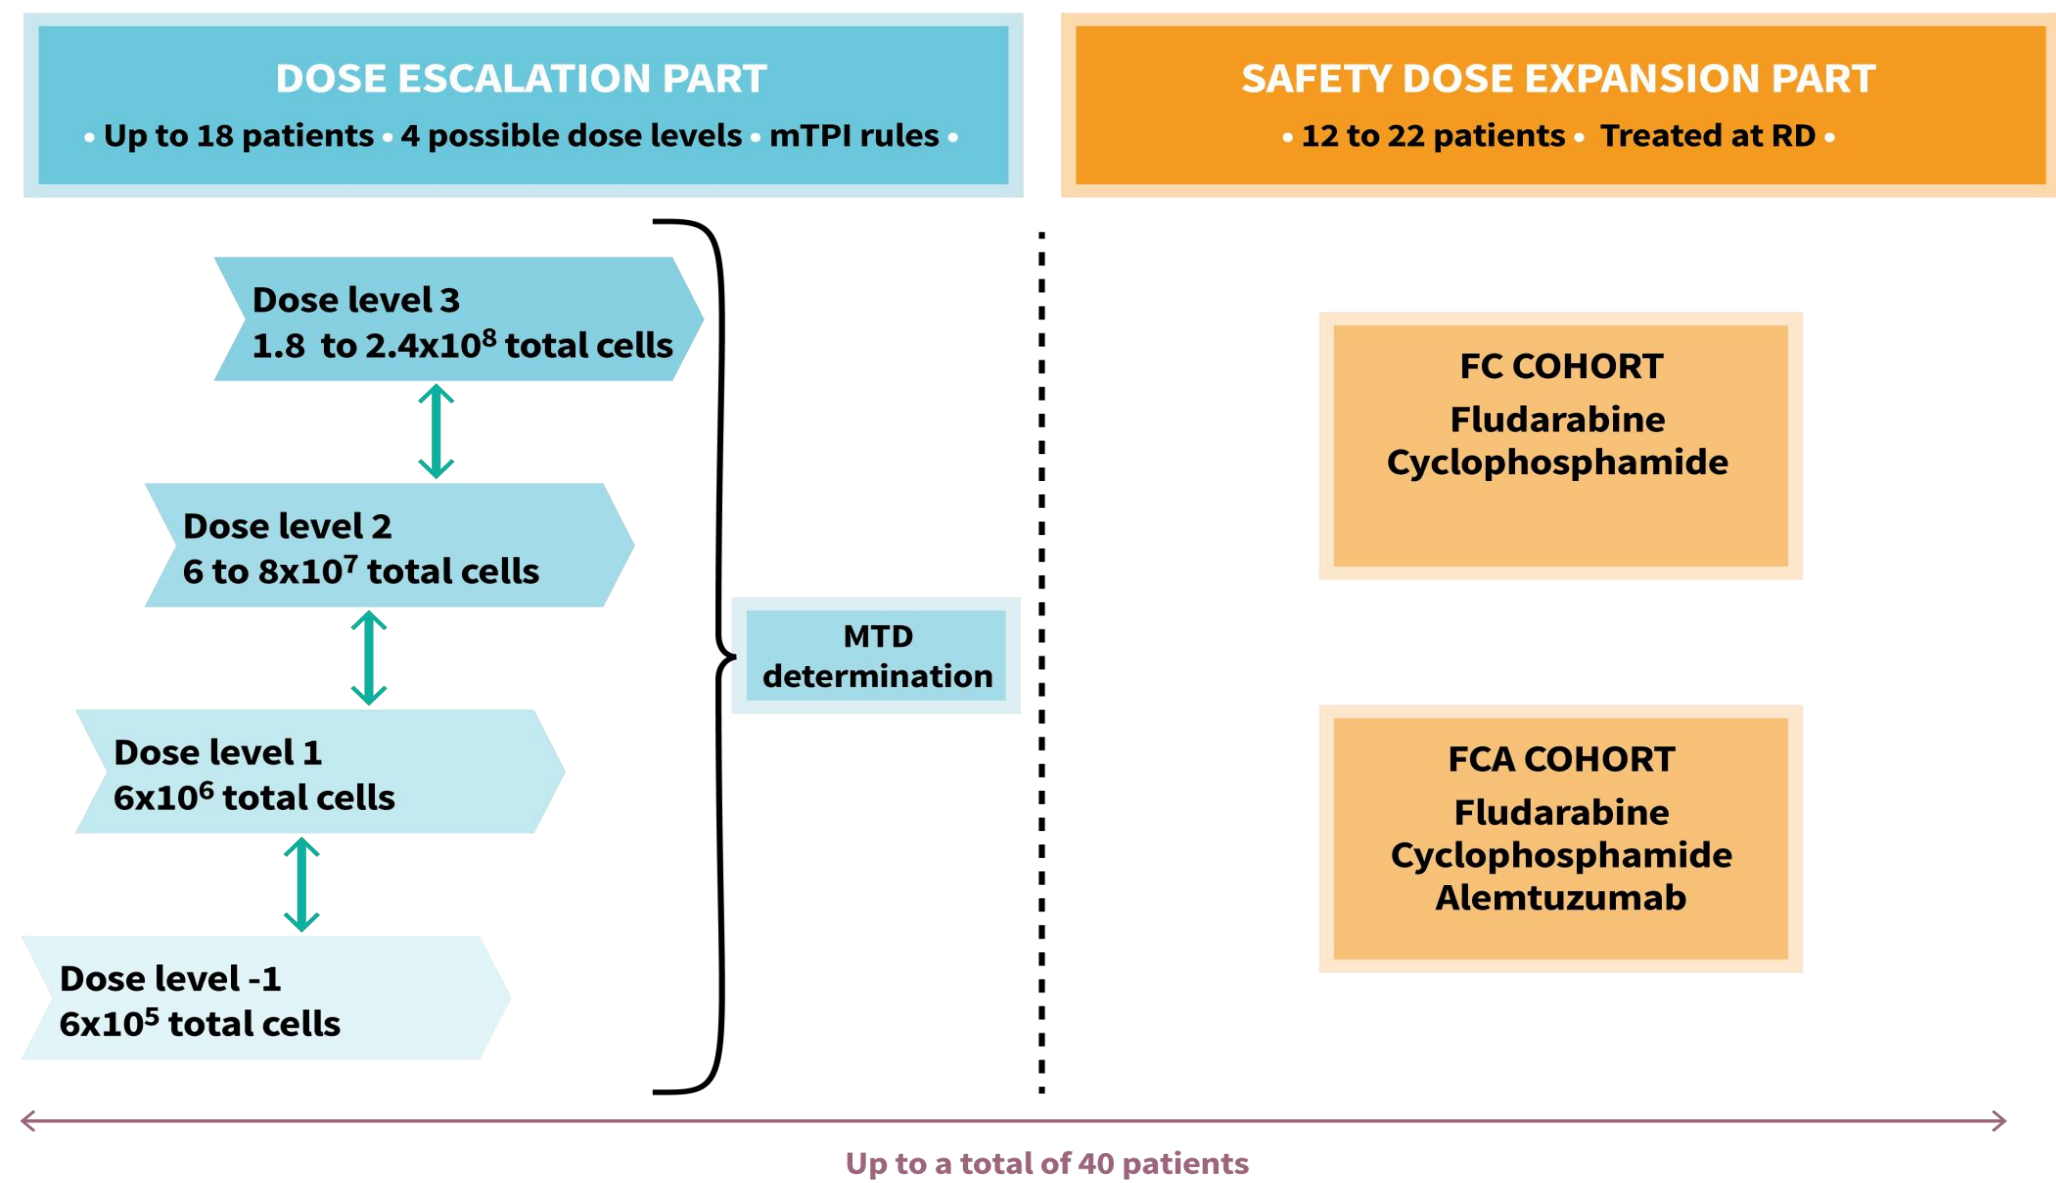 DOSE ESCALATION PART
• Up to 18 patients • 4 possible dose levels • mTPI rules •
SAFETY DOSE EXPANSION PART
• 12 to 22 patients • Treated at RD •
Dose level 3
1.8 to 2.4x10⁸ total cells
Dose level 2
6 to 8x10⁷ total cells
Dose level 1
6x10⁶ total cells
Dose level -1
6x10⁵ total cells
MTD
determination
FC COHORT
Fludarabine
Cyclophosphamide
FCA COHORT
Fludarabine
Cyclophosphamide
Alemtuzumab
Up to a total of 40 patients